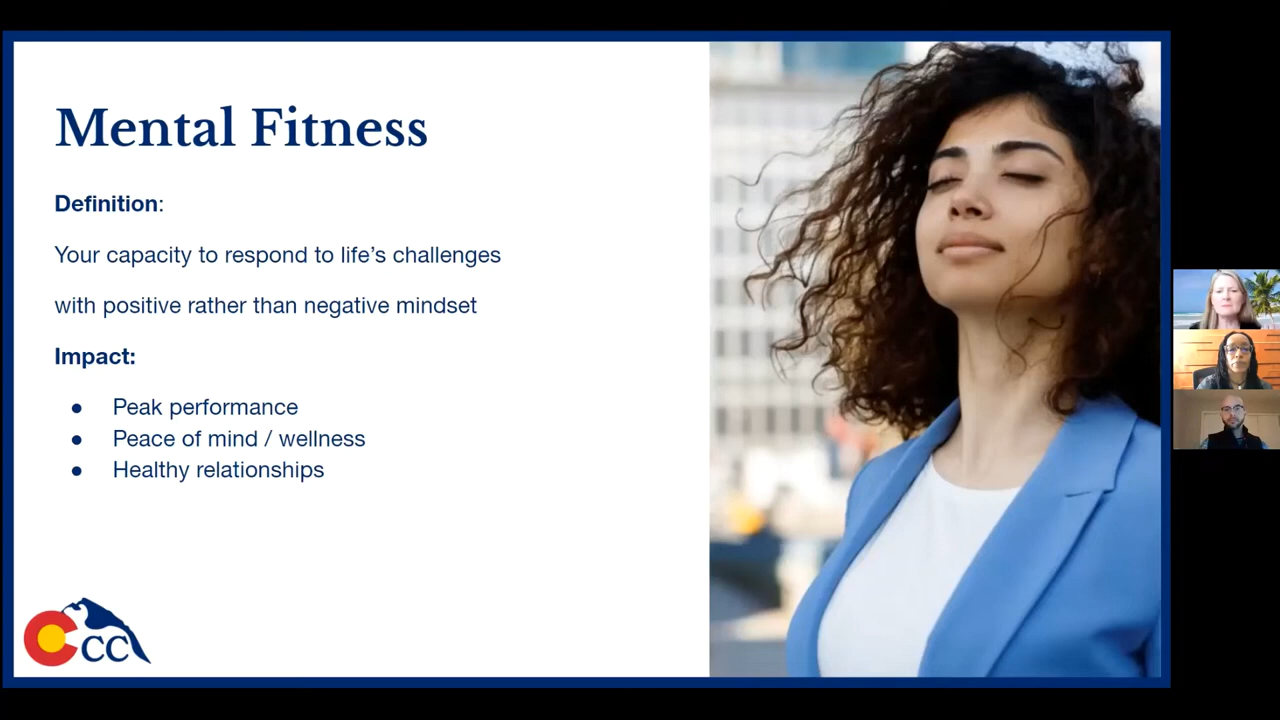 Mental Fitness
Definition:
Your capacity to respond to life’s challenges
with positive rather than negative mindset
Impact:
● Peak performance
● Peace of mind / wellness
● Healthy relationships
CCC